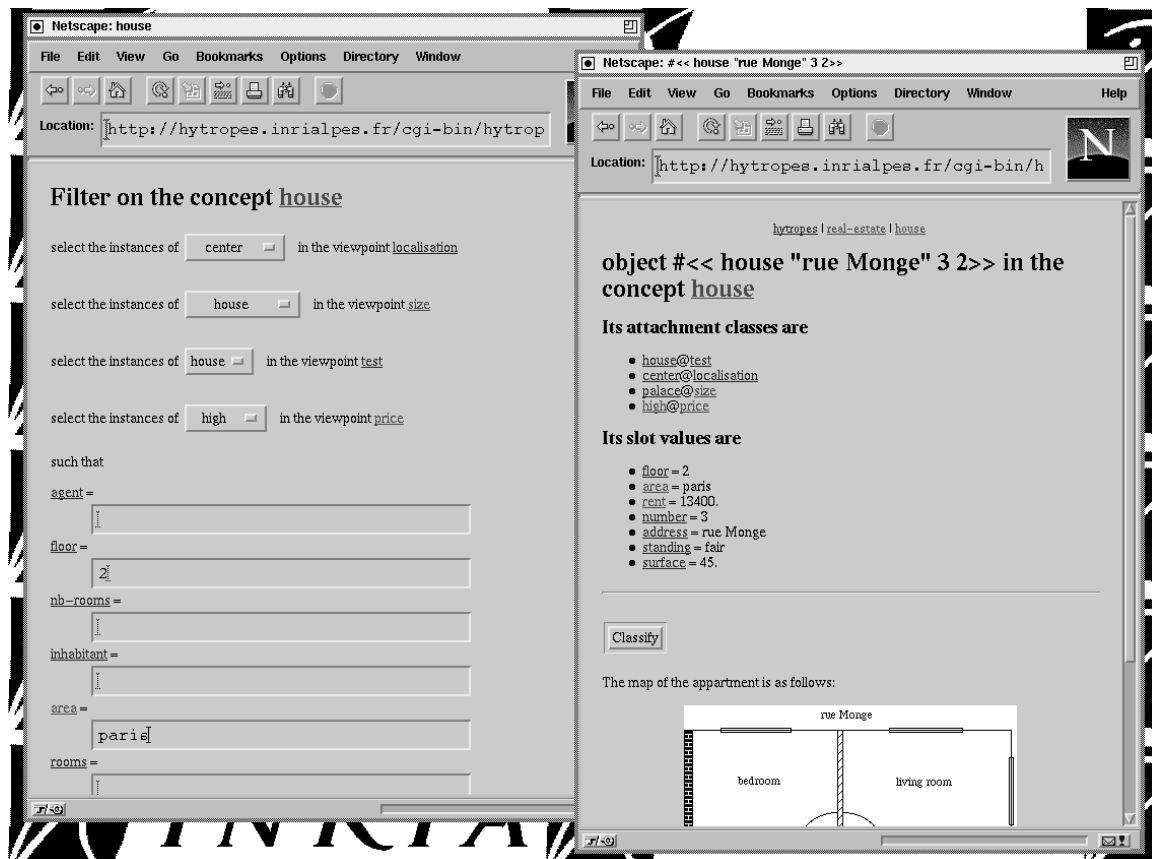 Netscape: house
File Edit View Go Bookmarks Options Directory Window
Location: http://hytropes.inrialpes.fr/cgi-bin/hytrop
Filter on the concept house
select the instances of center in the viewpoint localisation
select the instances of house in the viewpoint size
select the instances of house in the viewpoint test
select the instances of high in the viewpoint price
such that
agent =
floor =
2
nb-rooms =
inhabitant =
area =
paris
rooms =
Netscape: #<< house "rue Monge" 3 2>>
File Edit View Go Bookmarks Options Directory Window Help
Location: http://hytropes.inrialpes.fr/cgi-bin/h
N
hytropes | real-estate | house
object #<< house "rue Monge" 3 2>> in the
concept house
Its attachment classes are
house@test
center@localisation
palace@size
high@price
Its slot values are
floor = 2
area = paris
rent = 13400.
number = 3
address = rue Monge
standing = fair
surface = 45.
Classify
The map of the appartment is as follows:
rue Monge
bedroom living room
INRIA